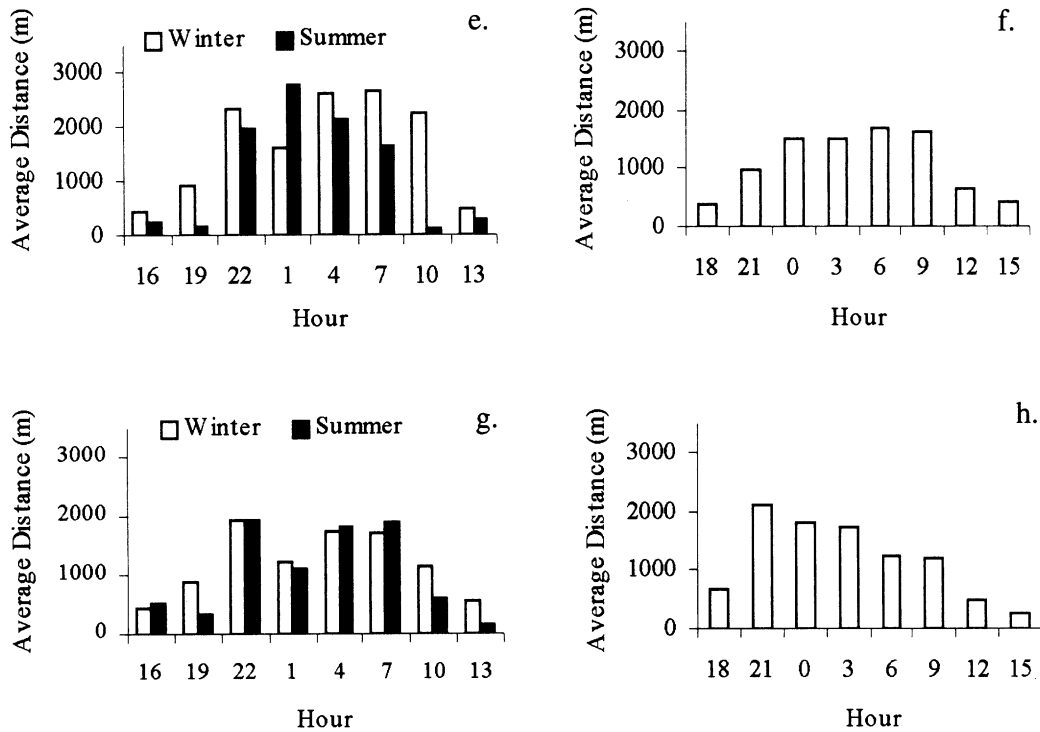 e.
Winter Summer
Average Distance (m)
3000
2000
1000
0
16 19 22 1 4 7 10 13
Hour
f.
Average Distance (m)
3000
2000
1000
0
18 21 0 3 6 9 12 15
Hour
g.
Winter Summer
Average Distance (m)
3000
2000
1000
0
16 19 22 1 4 7 10 13
Hour
h.
Average Distance (m)
3000
2000
1000
0
18 21 0 3 6 9 12 15
Hour